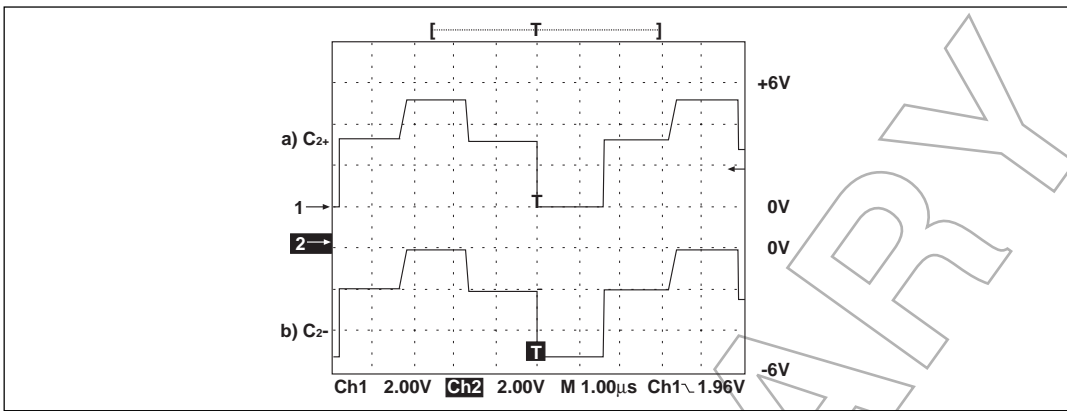 [ T ]
+6V
a) C2+
T
1
0V
2
0V
b) C2-
T
-6V
Ch1 2.00V Ch2 2.00V M 1.00µs Ch1 1.96V
ARY